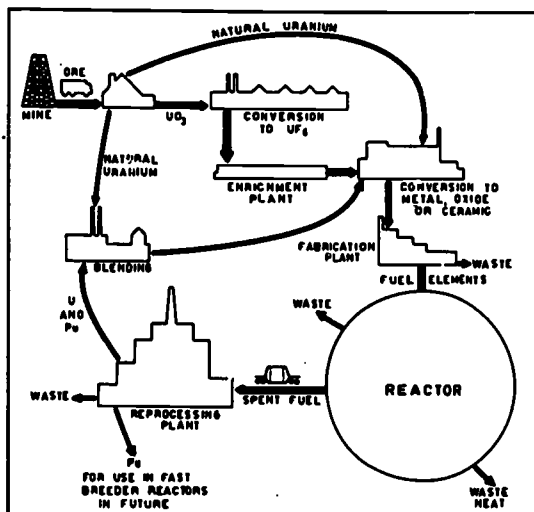 NATURAL URANIUM
ORE
MINE
UO3
CONVERSION
TO UF6
NATURAL
URANIUM
ENRICHMENT
PLANT
CONVERSION TO
METAL, OXIDE
OR CERAMIC
BLENDING
FABRICATION
PLANT
WASTE
FUEL ELEMENTS
U
AND
Pu
WASTE
REACTOR
WASTE
SPENT FUEL
REPROCESSING
PLANT
Pu
FOR USE IN FAST
BREEDER REACTORS
IN FUTURE
WASTE
HEAT